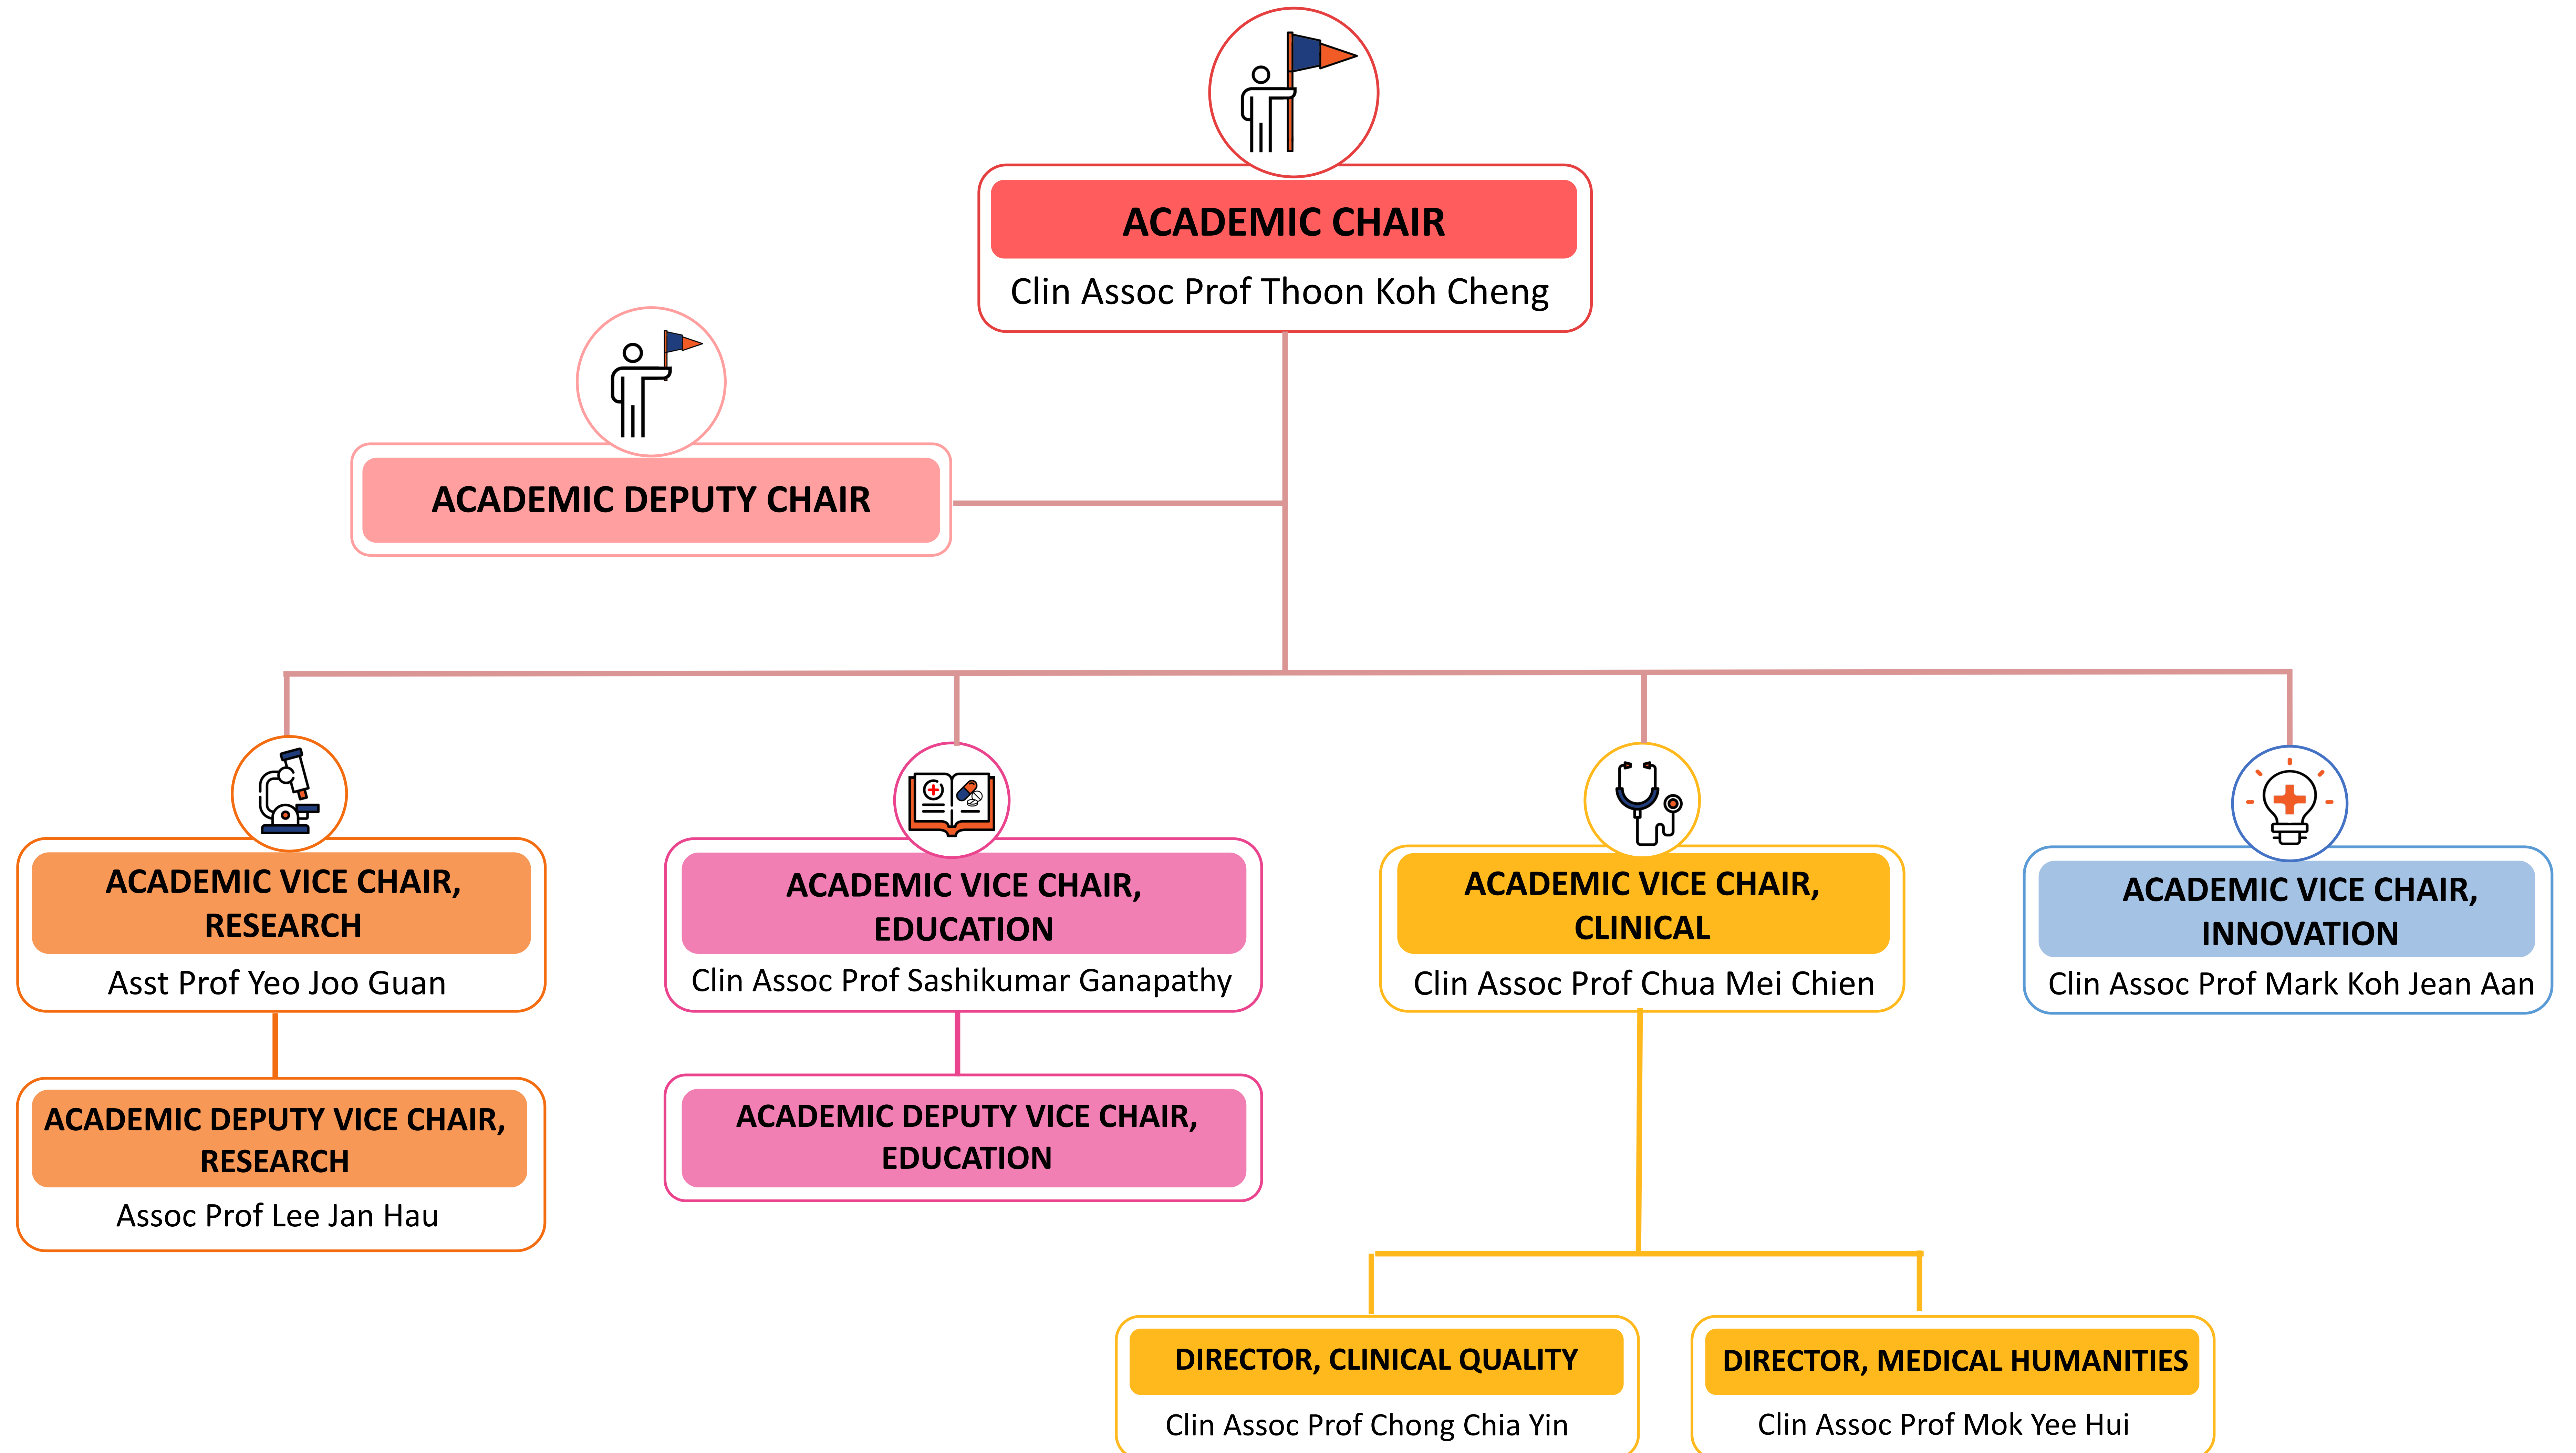 ACADEMIC CHAIR
Clin Assoc Prof Thoon Koh Cheng
ACADEMIC DEPUTY CHAIR
ACADEMIC VICE CHAIR,
RESEARCH
Asst Prof Yeo Joo Guan
ACADEMIC VICE CHAIR,
EDUCATION
Clin Assoc Prof Sashikumar Ganapathy
ACADEMIC VICE CHAIR,
CLINICAL
Clin Assoc Prof Chua Mei Chien
ACADEMIC VICE CHAIR,
INNOVATION
Clin Assoc Prof Mark Koh Jean Aan
ACADEMIC DEPUTY VICE CHAIR,
RESEARCH
Assoc Prof Lee Jan Hau
ACADEMIC DEPUTY VICE CHAIR,
EDUCATION
DIRECTOR, CLINICAL QUALITY
Clin Assoc Prof Chong Chia Yin
DIRECTOR, MEDICAL HUMANITIES
Clin Assoc Prof Mok Yee Hui